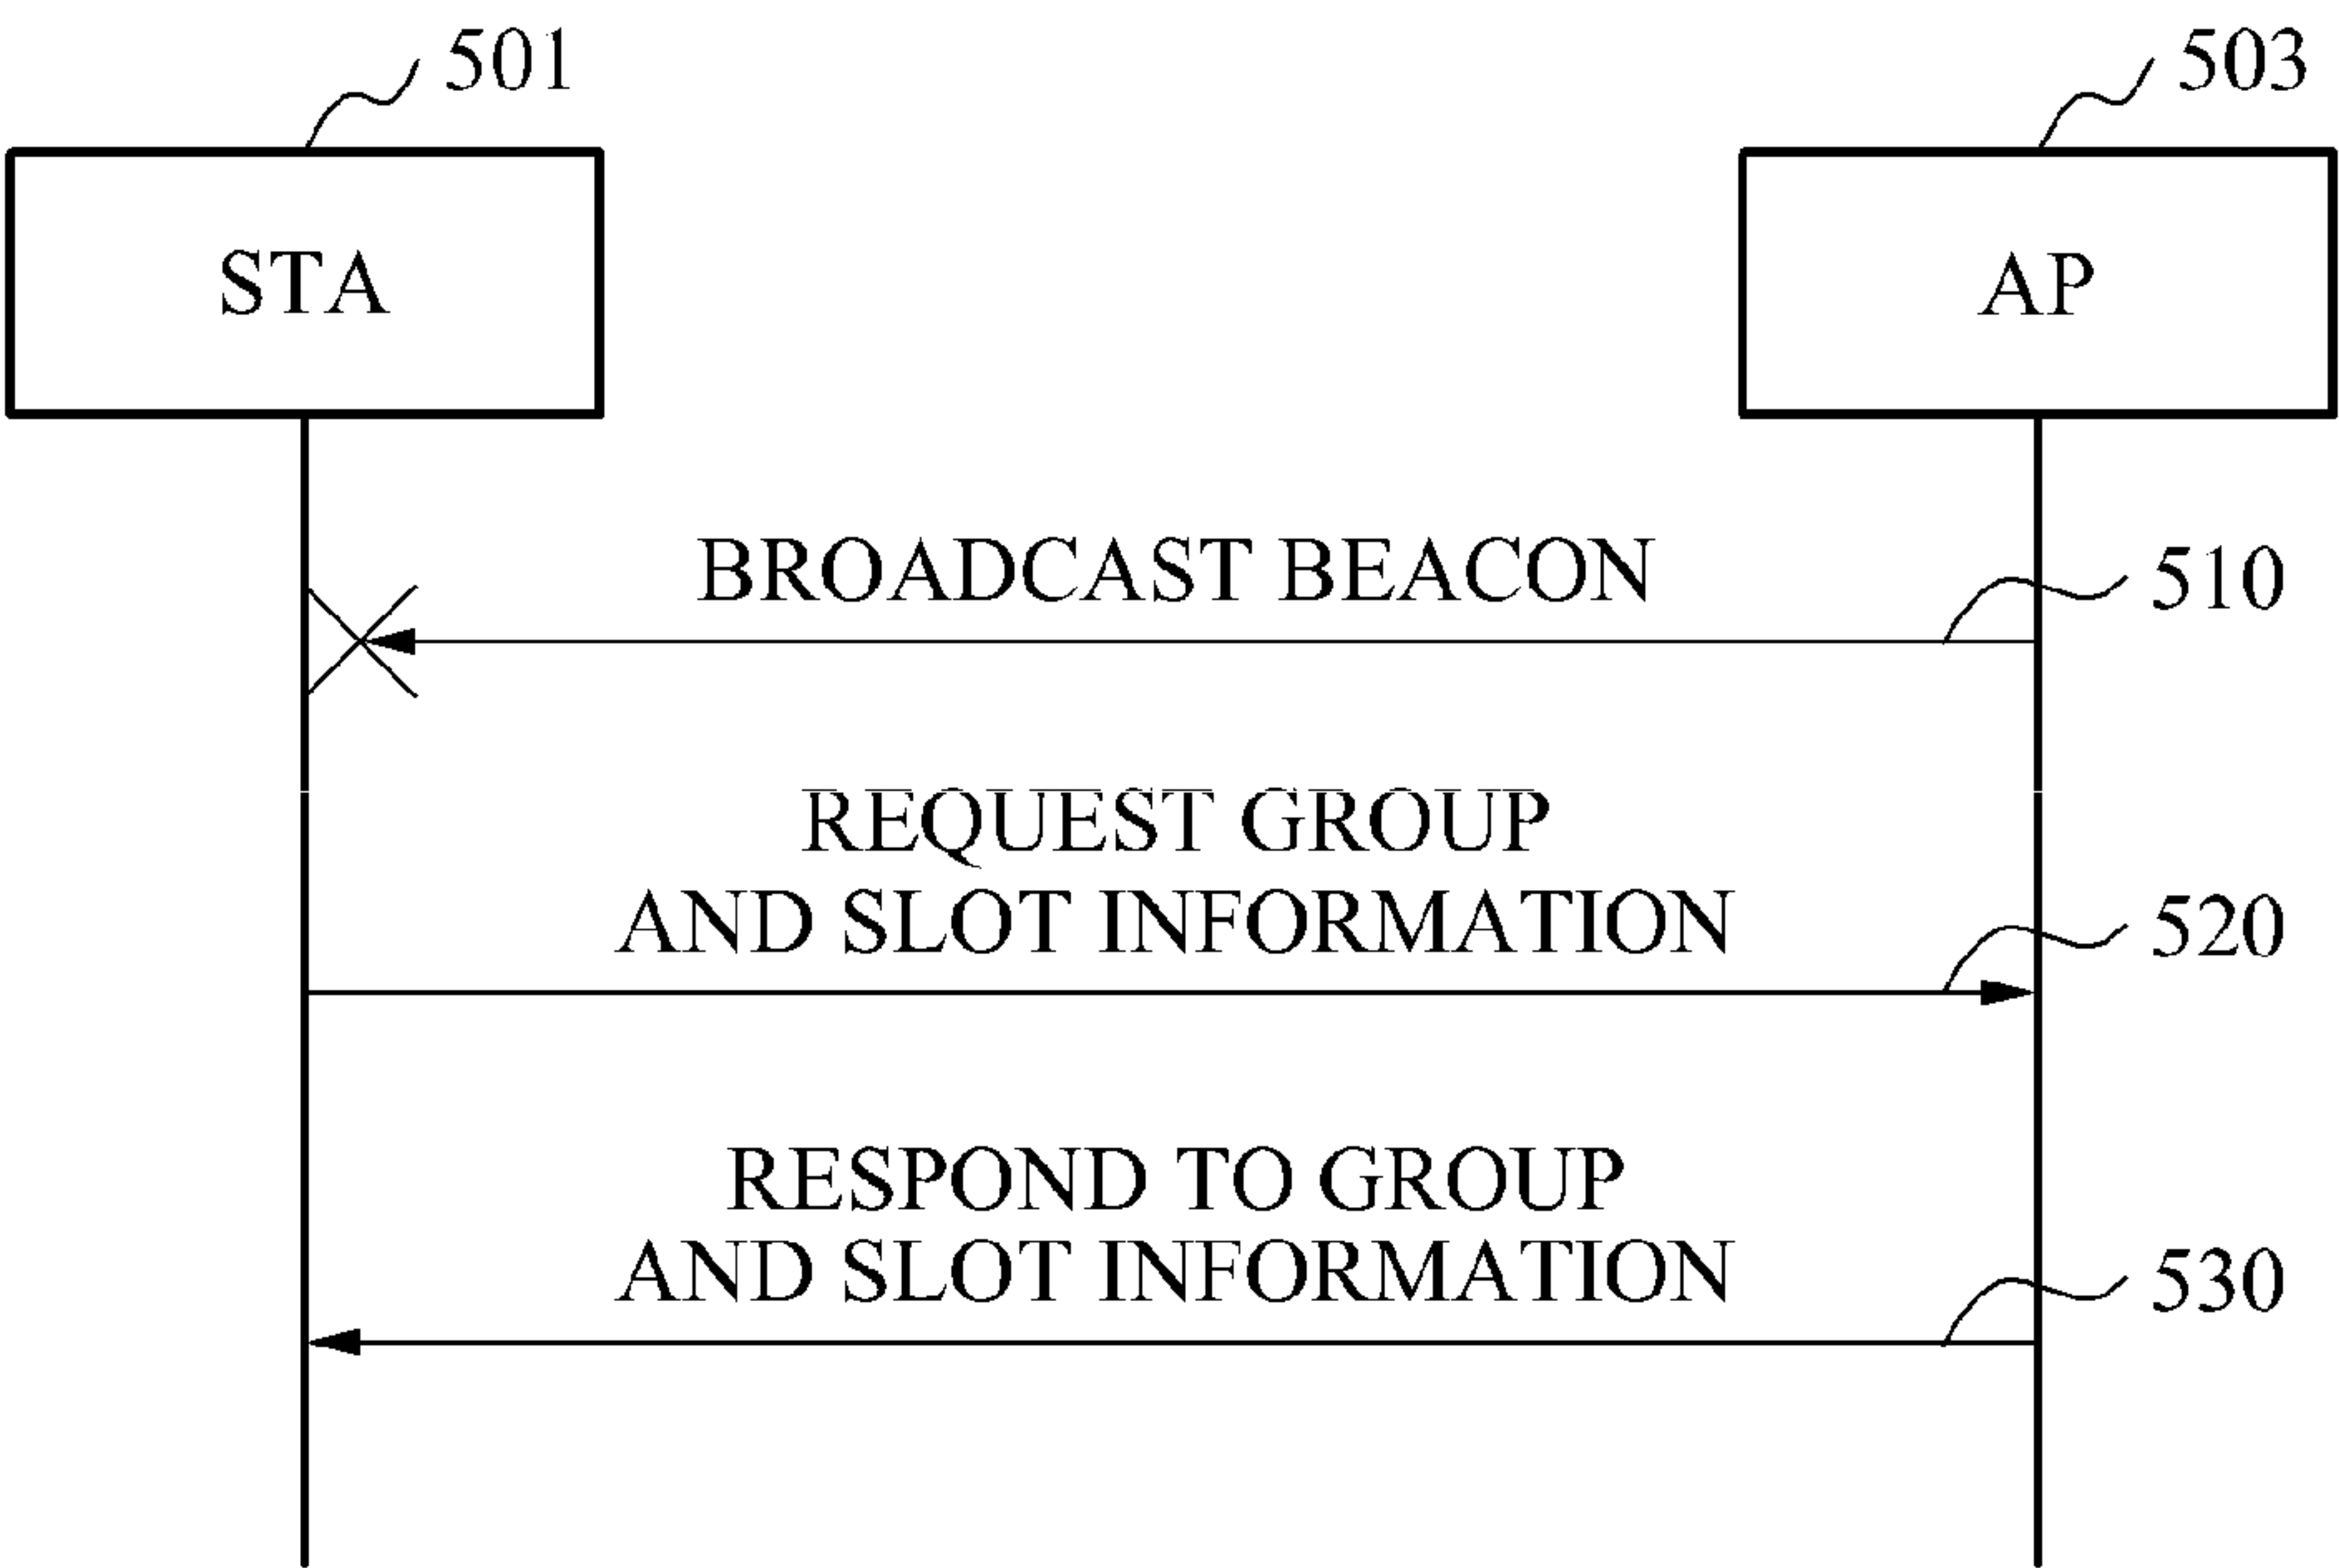 501
503
STA
AP
BROADCAST BEACON
510
REQUEST GROUP
AND SLOT INFORMATION
520
RESPOND TO GROUP
AND SLOT INFORMATION
530